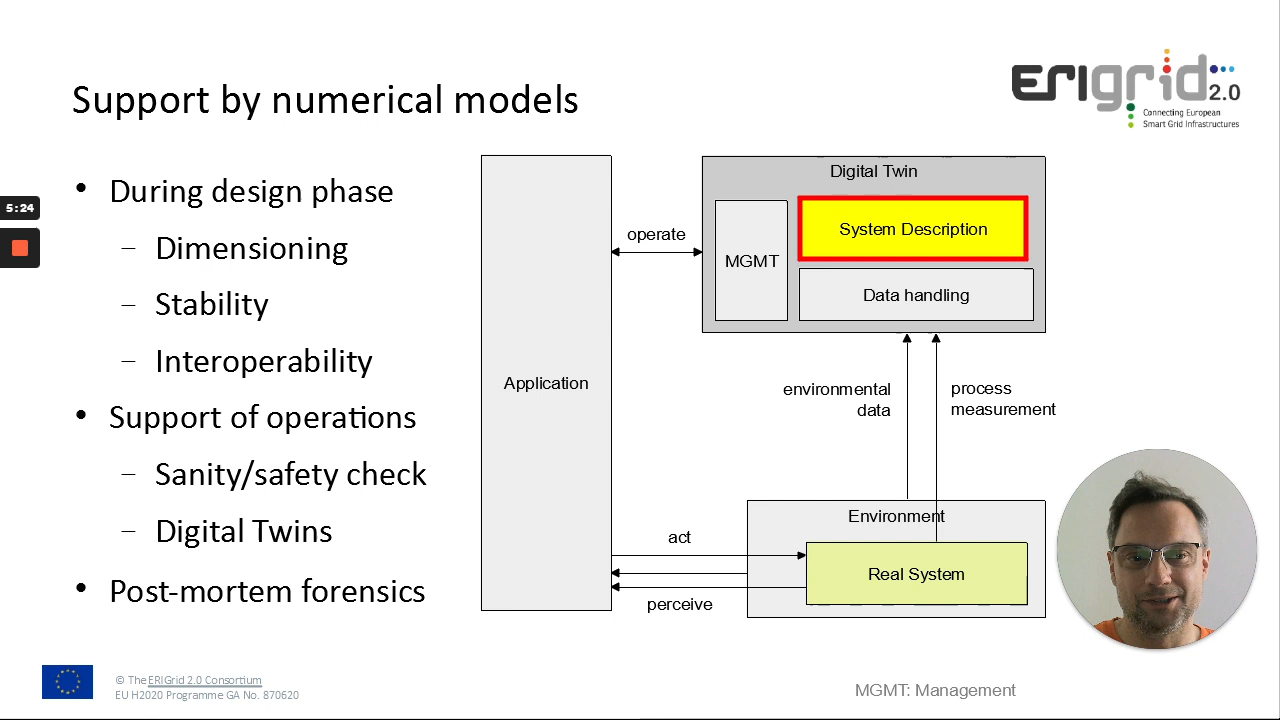 Support by numerical models
ERIGrid 2.0
Connecting European
Smart Grid Infrastructures
5:24
• During design phase
– Dimensioning
– Stability
– Interoperability
• Support of operations
– Sanity/safety check
– Digital Twins
• Post-mortem forensics
Application
operate
Digital Twin
MGMT
System Description
Data handling
environmental
data
process
measurement
Environment
Real System
act
perceive
© The ERIGrid 2.0 Consortium
EU H2020 Programme GA No. 870620
MGMT: Management